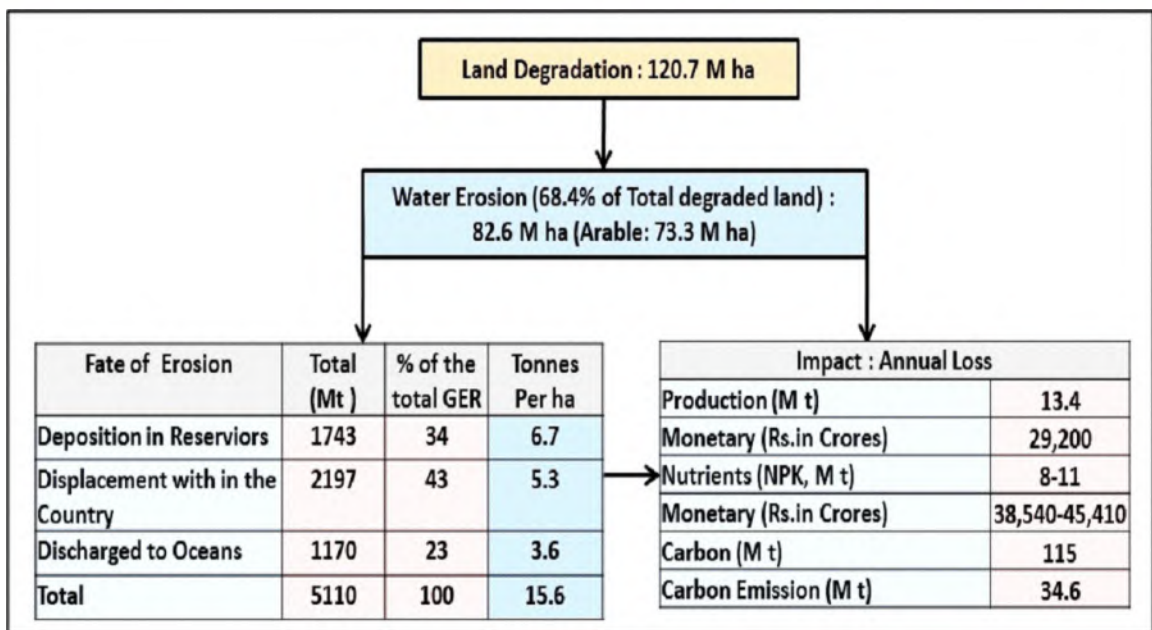 Land Degradation : 120.7 M ha
Water Erosion (68.4% of Total degraded land) :
82.6 M ha (Arable: 73.3 M ha)
Fate of Erosion Total (Mt) % of the total GER Tonnes Per ha
Deposition in Reserviors 1743 34 6.7
Displacement with in the Country 2197 43 5.3
Discharged to Oceans 1170 23 3.6
Total 5110 100 15.6
Impact : Annual Loss
Production (M t) 13.4
Monetary (Rs.in Crores) 29,200
Nutrients (NPK, M t) 8-11
Monetary (Rs.in Crores) 38,540-45,410
Carbon (M t) 115
Carbon Emission (M t) 34.6